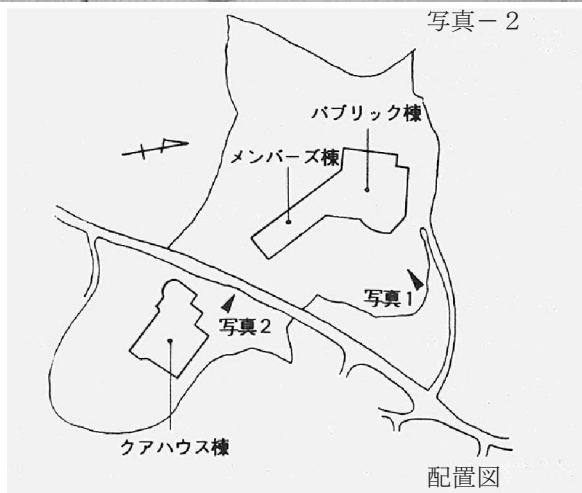 写真－２
パブリック棟
メンバーズ棟
写真1
写真2
クアハウス棟
配置図